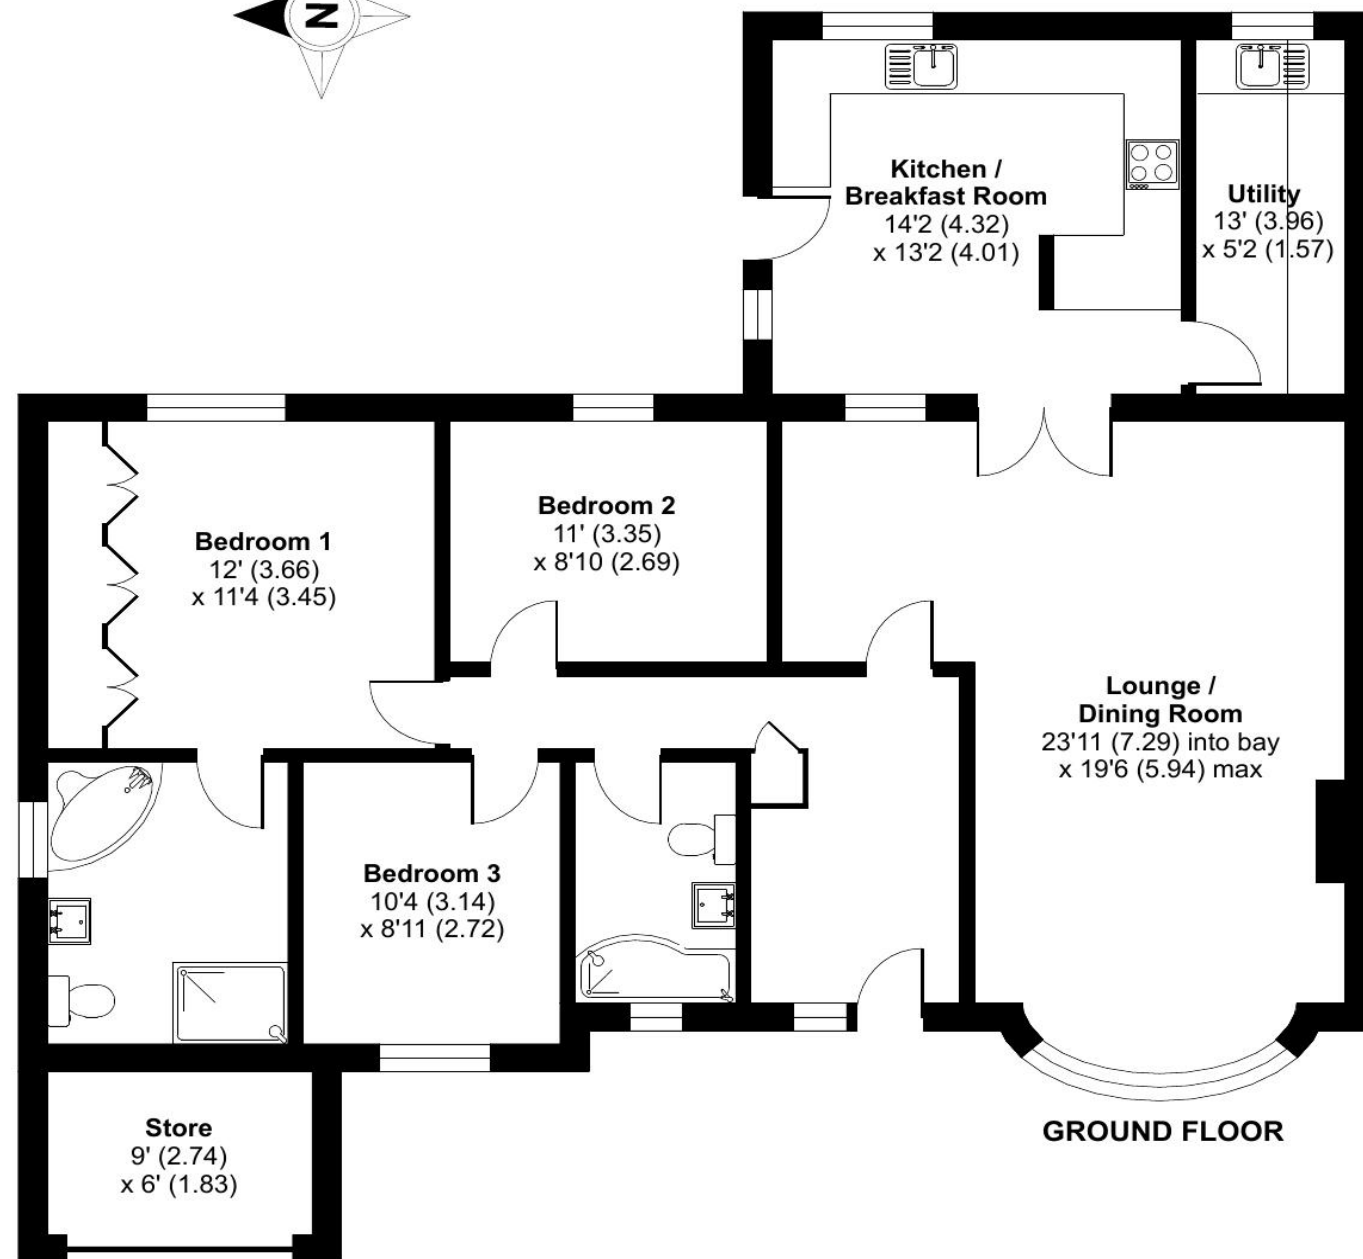 N
Kitchen /
Breakfast Room
14'2 (4.32)
x 13'2 (4.01)
Utility
13' (3.96)
x 5'2 (1.57)
Bedroom 1
12' (3.66)
x 11'4 (3.45)
Bedroom 2
11' (3.35)
x 8'10 (2.69)
Lounge /
Dining Room
23'11 (7.29) into bay
x 19'6 (5.94) max
Bedroom 3
10'4 (3.14)
x 8'11 (2.72)
Store
9' (2.74)
x 6' (1.83)
GROUND FLOOR